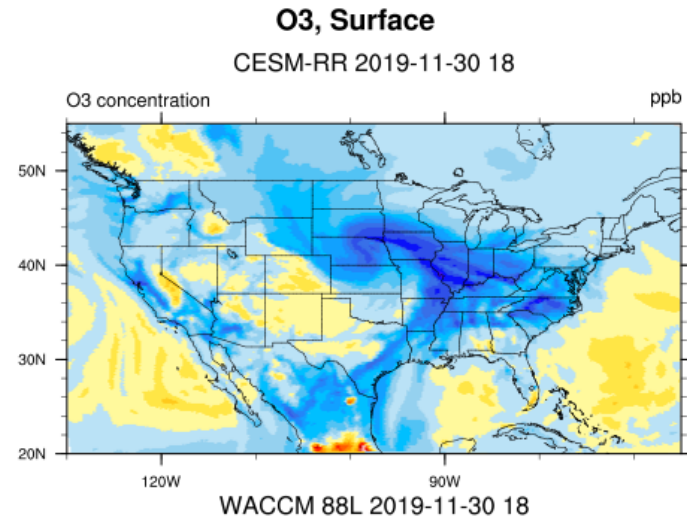 O3, Surface
CESM-RR 2019-11-30 18
O3 concentration ppb
50N
40N
30N
20N
120W 90W
WACCM 88L 2019-11-30 18